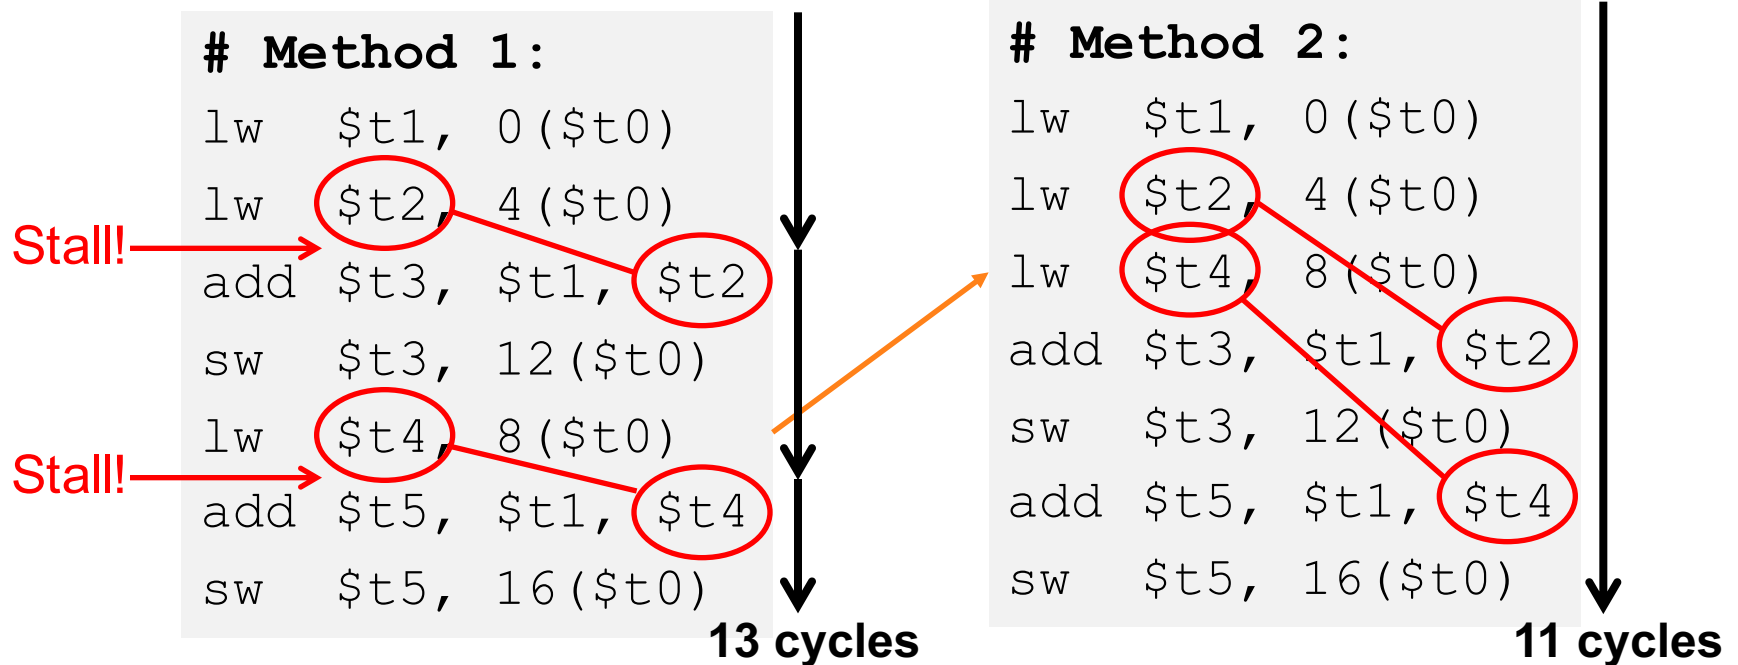 # Method 1:
lw $t1, 0($t0)
lw $t2, 4($t0)
Stall!
add $t3, $t1, $t2
sw $t3, 12($t0)
lw $t4, 8($t0)
Stall!
add $t5, $t1, $t4
sw $t5, 16($t0)
13 cycles
# Method 2:
lw $t1, 0($t0)
lw $t2, 4($t0)
lw $t4, 8($t0)
add $t3, $t1, $t2
sw $t3, 12($t0)
add $t5, $t1, $t4
sw $t5, 16($t0)
11 cycles